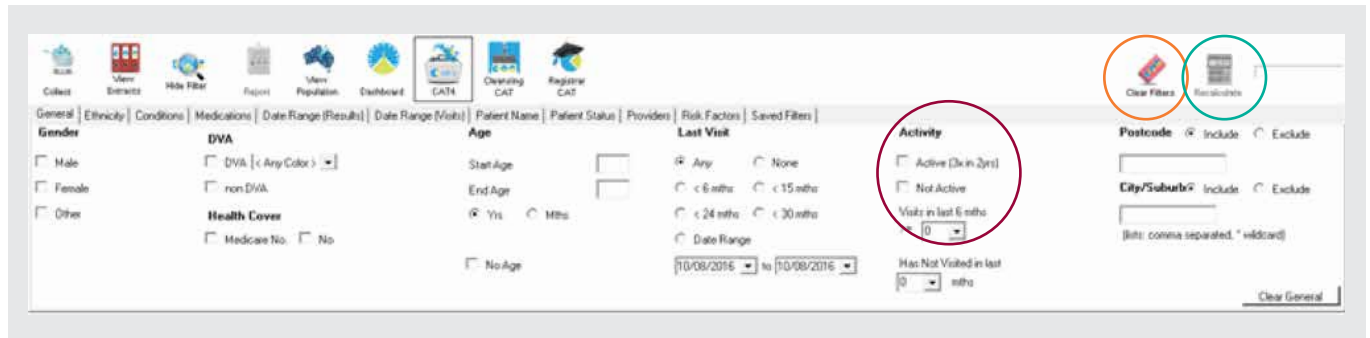 Collect
View Extracts
Hide Filter
Report
View Population
Dashboard
CAT4
Cleansing CAT
Registrar CAT
Clear Filters
Recalculate
General | Ethnicity | Conditions | Medications | Date Range (Results) | Date Range (Visits) | Patient Name | Patient Status | Providers | Risk Factors | Saved Filters
Gender
Male
Female
Other
DVA
DVA < Any Color >
non DVA
Health Cover
Medicare No. No
Age
Start Age
End Age
Yrs Mths
No Age
Last Visit
Any None
< 6 mths < 15 mths
< 24 mths < 30 mths
Date Range
10/08/2016 to 10/08/2016
Activity
Active (3x in 2yrs)
Not Active
Visits in last 6 mths
0
Has Not Visited in last
0 mths
Postcode Include Exclude
City/Suburb Include Exclude
(lists: comma separated, * wildcard)
Clear General